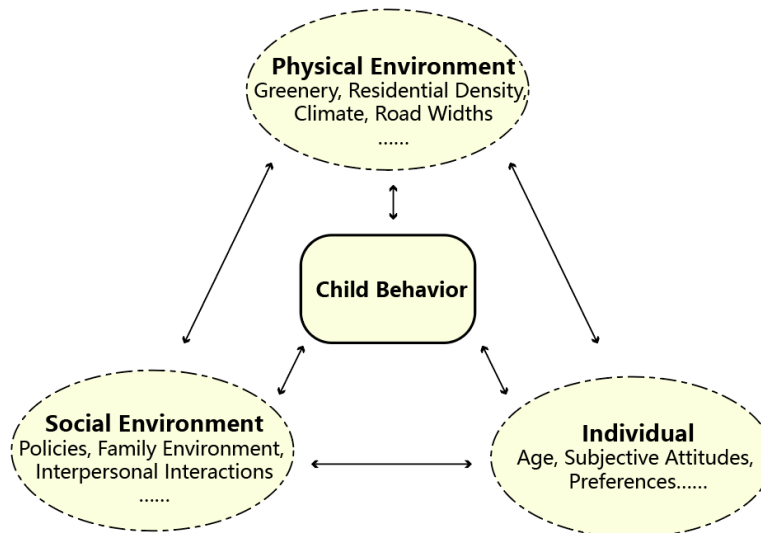 Physical Environment
Greenery, Residential Density,
Climate, Road Widths
......
Child Behavior
Social Environment
Policies, Family Environment,
Interpersonal Interactions
......
Individual
Age, Subjective Attitudes,
Preferences......